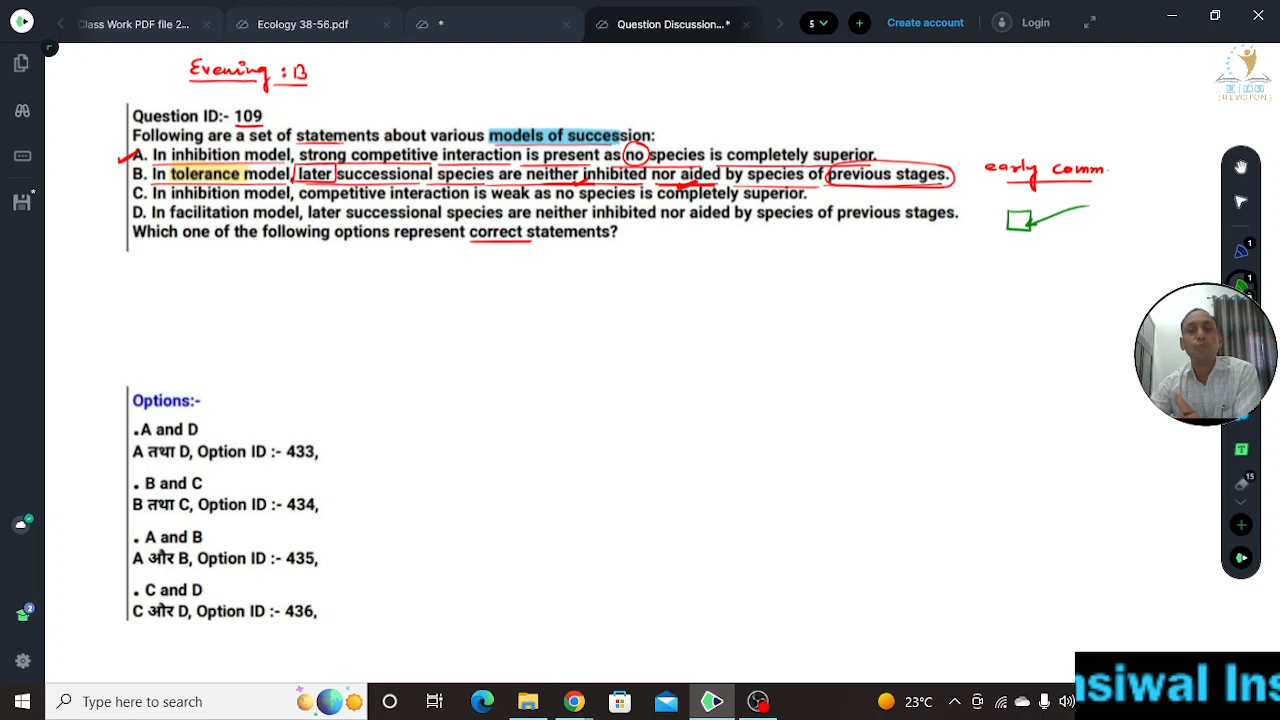 Class Work PDF file 2...
Ecology 38-56.pdf
*
Question Discussion...*
5
Create account
Login
Evening : B
Question ID:- 109
Following are a set of statements about various models of succession:
A. In inhibition model, strong competitive interaction is present as no species is completely superior.
B. In tolerance model, later successional species are neither inhibited nor aided by species of previous stages.
early comm.
C. In inhibition model, competitive interaction is weak as no species is completely superior.
D. In facilitation model, later successional species are neither inhibited nor aided by species of previous stages.
Which one of the following options represent correct statements?
Options:-
.A and D
A तथा D, Option ID :- 433,
. B and C
B तथा C, Option ID :- 434,
. A and B
A और B, Option ID :- 435,
. C and D
C और D, Option ID :- 436,
nsiwal Ins
Type here to search
23°C